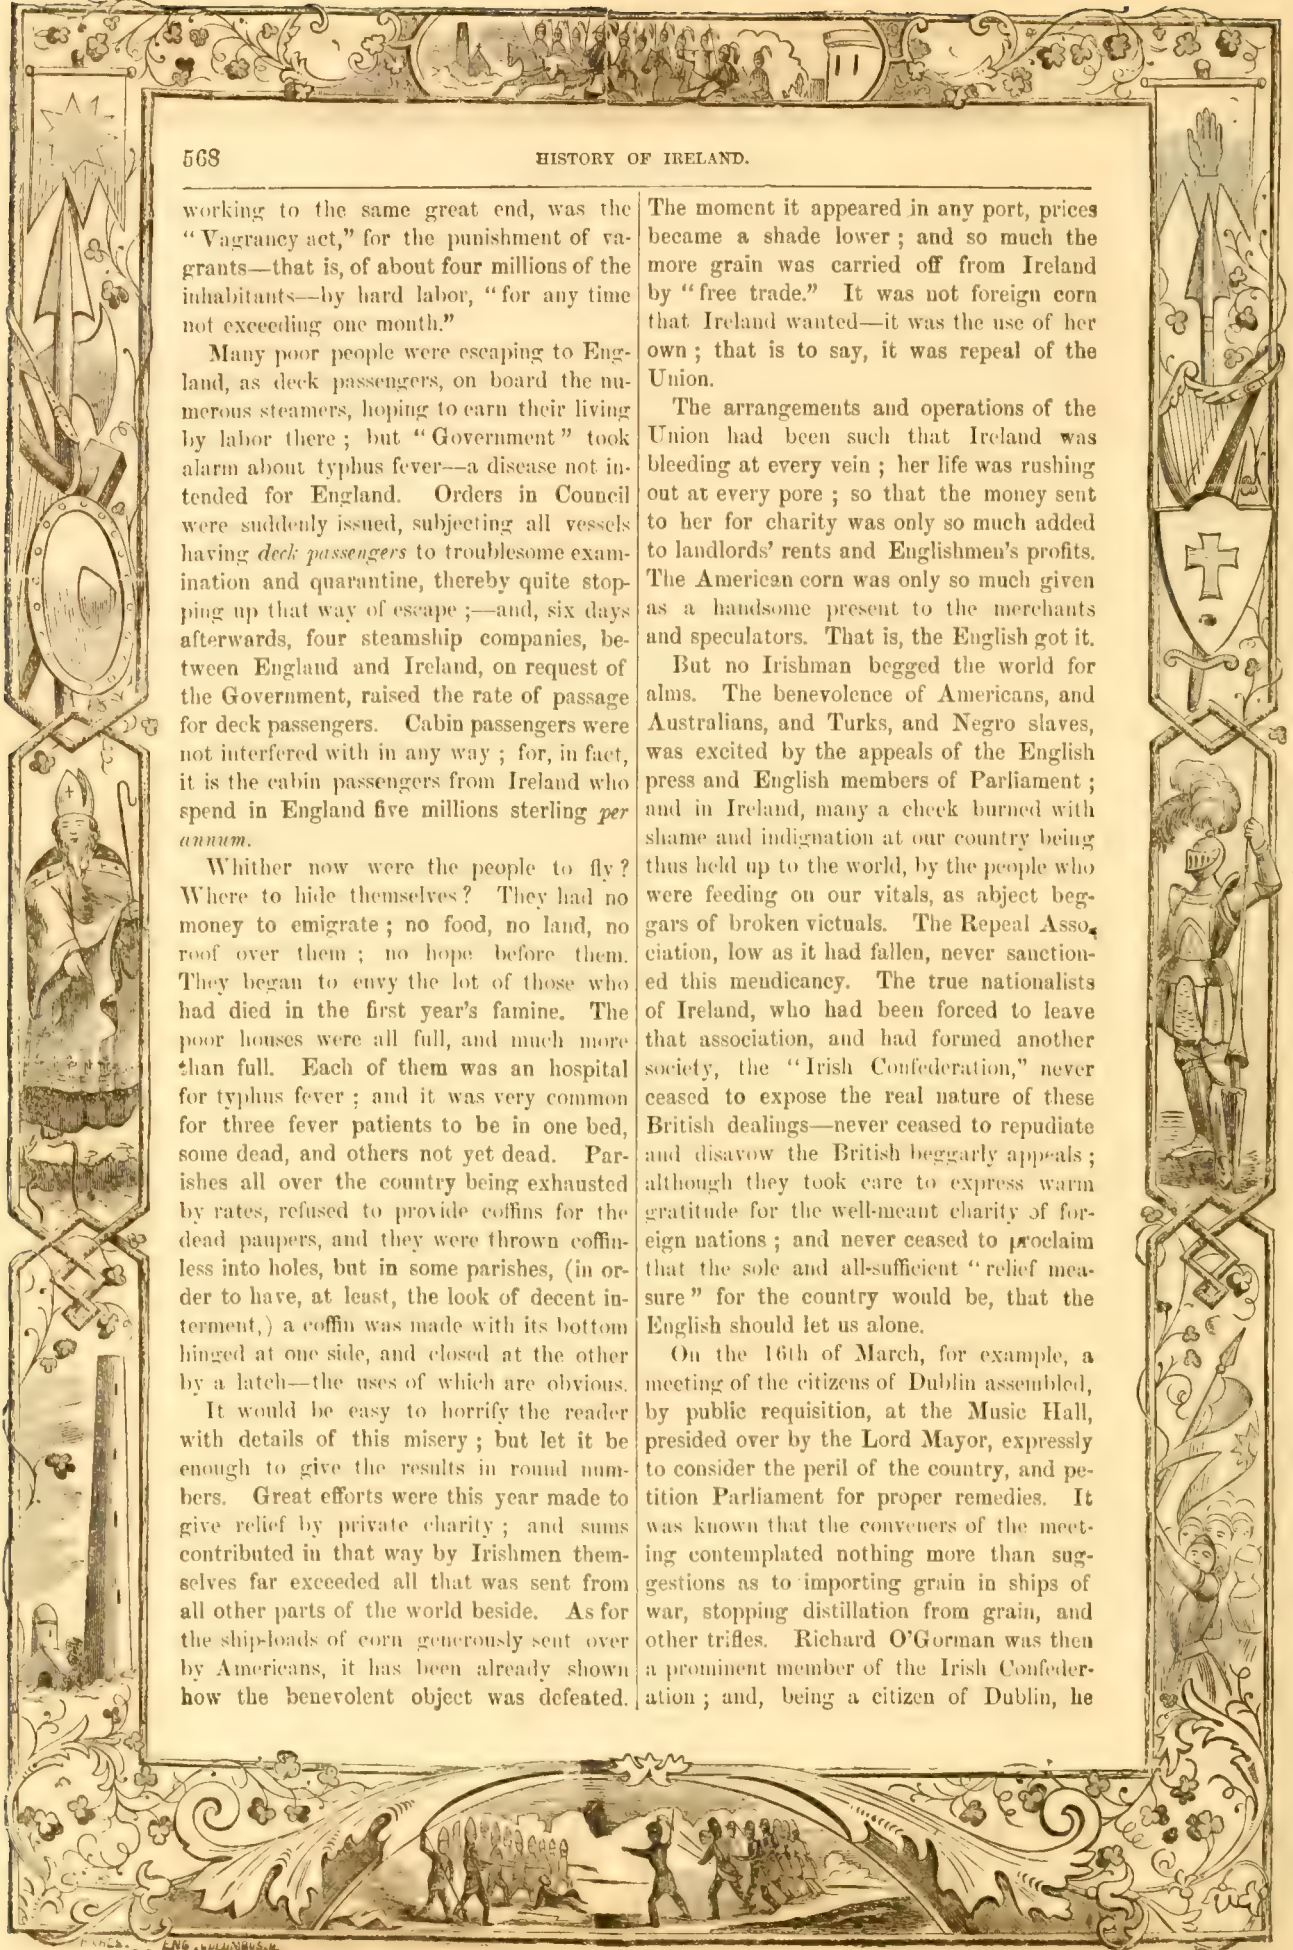 568
HISTORY OF IRELAND.
working to the same great end, was the
“Vagrancy act,” for the punishment of va-
grants—that is, of about four millions of the
inhabitants—by hard labor, “for any time
not exceeding one month.”
Many poor people were escaping to Eng-
land, as deck passengers, on board the nu-
merous steamers, hoping to earn their living
by labor there ; but “Government” took
alarm about typhus fever—a disease not in-
tended for England. Orders in Council
were suddenly issued, subjecting all vessels
having deck passengers to troublesome exam-
ination and quarantine, thereby quite stop-
ping up that way of escape ;—and, six days
afterwards, four steamship companies, be-
tween England and Ireland, on request of
the Government, raised the rate of passage
for deck passengers. Cabin passengers were
not interfered with in any way ; for, in fact,
it is the cabin passengers from Ireland who
spend in England five millions sterling per
annum.
Whither now were the people to fly ?
Where to hide themselves ? They had no
money to emigrate ; no food, no land, no
roof over them ; no hope before them.
They began to envy the lot of those who
had died in the first year's famine. The
poor houses were all full, and much more
than full. Each of them was an hospital
for typhus fever ; and it was very common
for three fever patients to be in one bed,
some dead, and others not yet dead. Par-
ishes all over the country being exhausted
by rates, refused to provide coffins for the
dead paupers, and they were thrown coffin-
less into holes, but in some parishes, (in or-
der to have, at least, the look of decent in-
terment,) a coffin was made with its bottom
hinged at one side, and closed at the other
by a latch—the uses of which are obvious.
It would be easy to horrify the reader
with details of this misery ; but let it be
enough to give the results in round num-
bers. Great efforts were this year made to
give relief by private charity ; and sums
contributed in that way by Irishmen them-
selves far exceeded all that was sent from
all other parts of the world beside. As for
the ship-loads of corn generously sent over
by Americans, it has been already shown
how the benevolent object was defeated.
The moment it appeared in any port, prices
became a shade lower ; and so much the
more grain was carried off from Ireland
by “free trade.” It was not foreign corn
that Ireland wanted—it was the use of her
own ; that is to say, it was repeal of the
Union.
The arrangements and operations of the
Union had been such that Ireland was
bleeding at every vein ; her life was rushing
out at every pore ; so that the money sent
to her for charity was only so much added
to landlords' rents and Englishmen's profits.
The American corn was only so much given
as a handsome present to the merchants
and speculators. That is, the English got it.
But no Irishman begged the world for
alms. The benevolence of Americans, and
Australians, and Turks, and Negro slaves,
was excited by the appeals of the English
press and English members of Parliament ;
and in Ireland, many a cheek burned with
shame and indignation at our country being
thus held up to the world, by the people who
were feeding on our vitals, as abject beg-
gars of broken victuals. The Repeal Asso-
ciation, low as it had fallen, never sanction-
ed this mendicancy. The true nationalists
of Ireland, who had been forced to leave
that association, and had formed another
society, the “Irish Confederation,” never
ceased to expose the real nature of these
British dealings—never ceased to repudiate
and disavow the British beggarly appeals ;
although they took care to express warm
gratitude for the well-meant charity of for-
eign nations ; and never ceased to proclaim
that the sole and all-sufficient “relief mea-
sure” for the country would be, that the
English should let us alone.
On the 16th of March, for example, a
meeting of the citizens of Dublin assembled,
by public requisition, at the Music Hall,
presided over by the Lord Mayor, expressly
to consider the peril of the country, and pe-
tition Parliament for proper remedies. It
was known that the conveners of the meet-
ing contemplated nothing more than sug-
gestions as to importing grain in ships of
war, stopping distillation from grain, and
other trifles. Richard O'Gorman was then
a prominent member of the Irish Confeder-
ation ; and, being a citizen of Dublin, he
ENG. COLUMBUS.